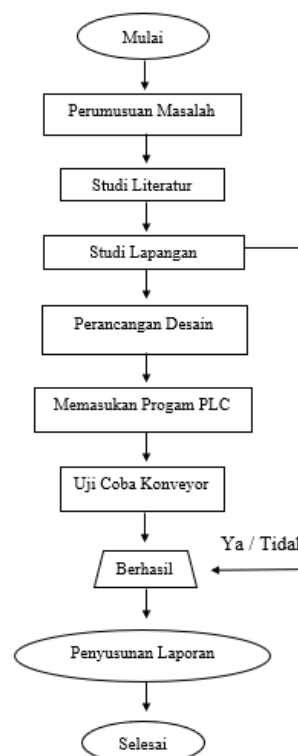 Mulai
Perumusuan Masalah
Studi Literatur
Studi Lapangan
Perancangan Desain
Memasukan Progam PLC
Uji Coba Konveyor
Ya / Tidak
Berhasil
Penyusunan Laporan
Selesai